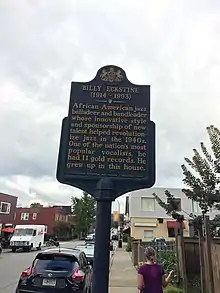 BILLY ECKSTINE
(1914 - 1993)
African American jazz
balladeer and bandleader
whose innovative style
and sponsorship of new
talent helped revolution-
ize jazz in the 1940s.
One of the nation's most
popular vocalists, he
had 11 gold records. He
grew up in this house.